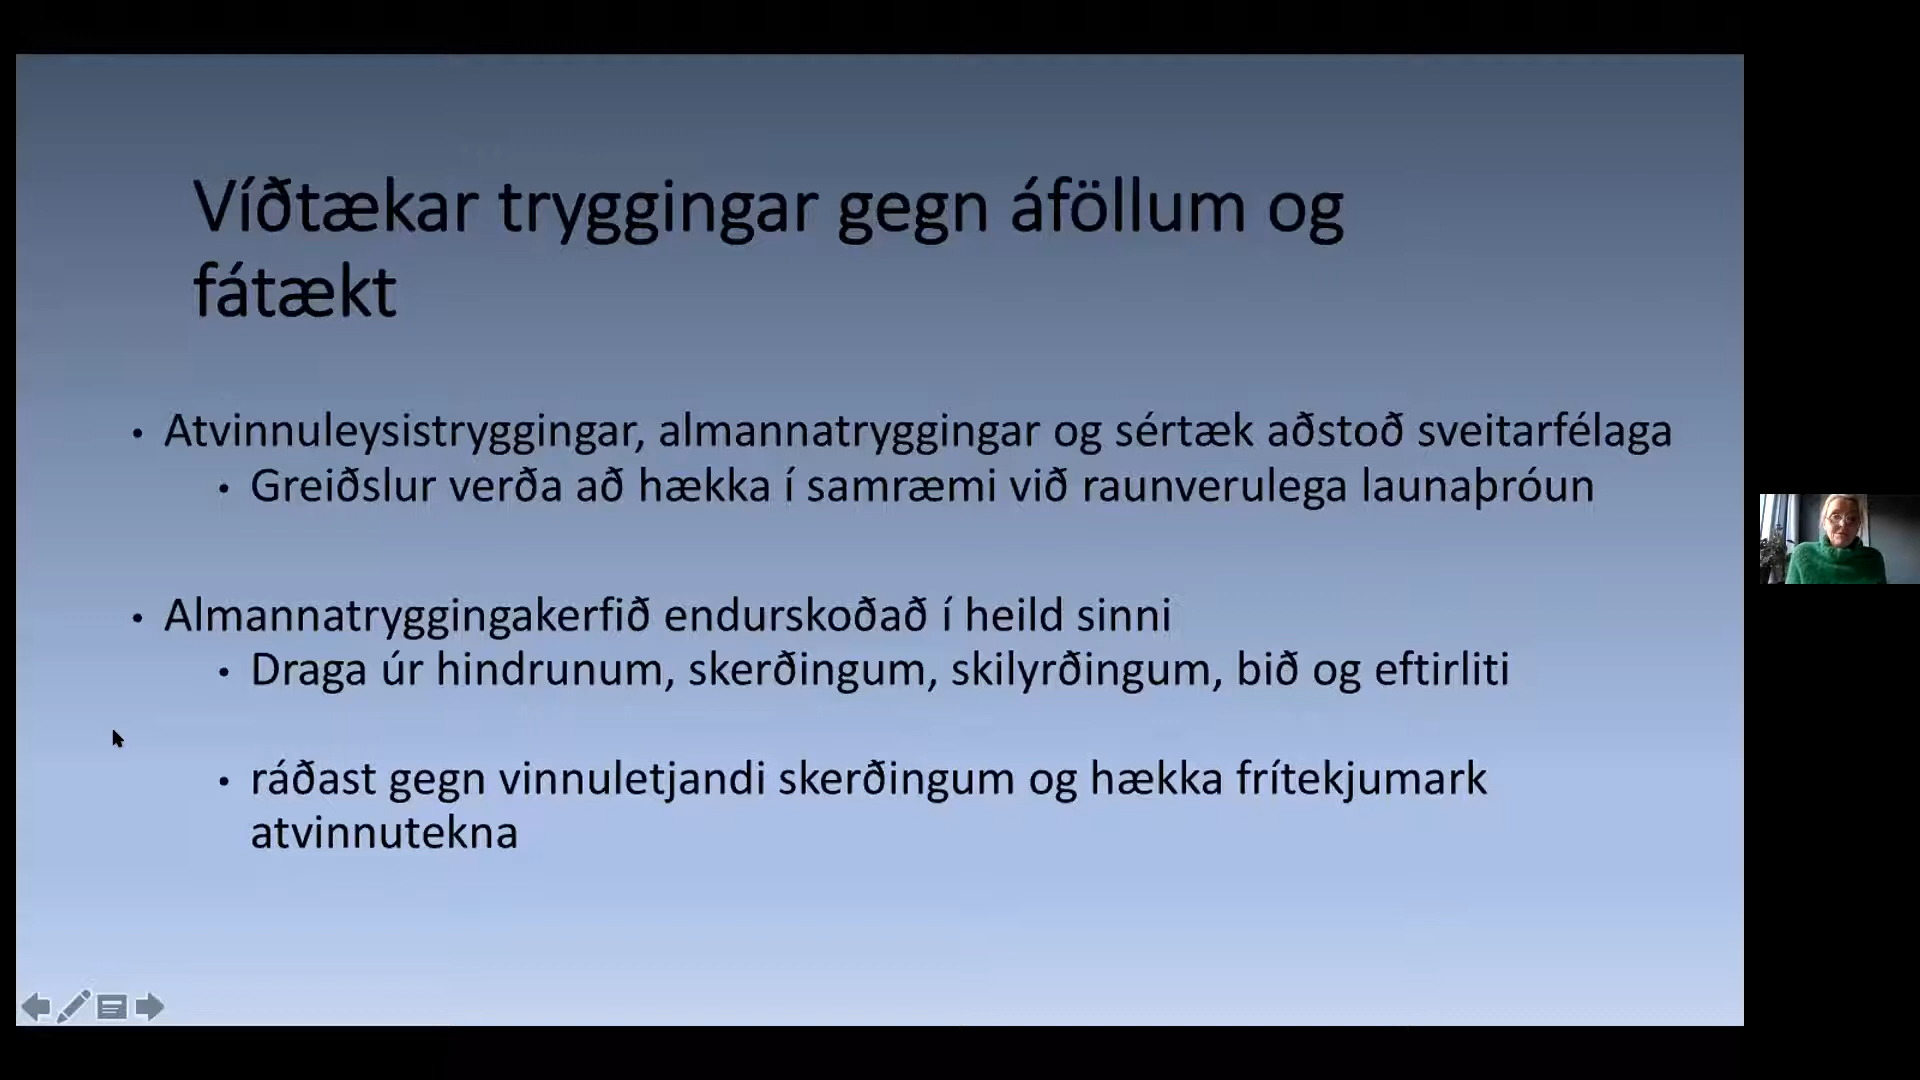 Víðtækar tryggingar gegn áföllum og
fátækt
• Atvinnuleysistryggingar, almannatryggingar og sértæk aðstoð sveitarfélaga
• Greiðslur verða að hækka í samræmi við raunverulega launaþróun
• Almannatryggingakerfið endurskoðað í heild sinni
• Draga úr hindrunum, skerðingum, skilyrðingum, bið og eftirliti
• ráðast gegn vinnuletjandi skerðingum og hækka frítekjumark
atvinnutekna